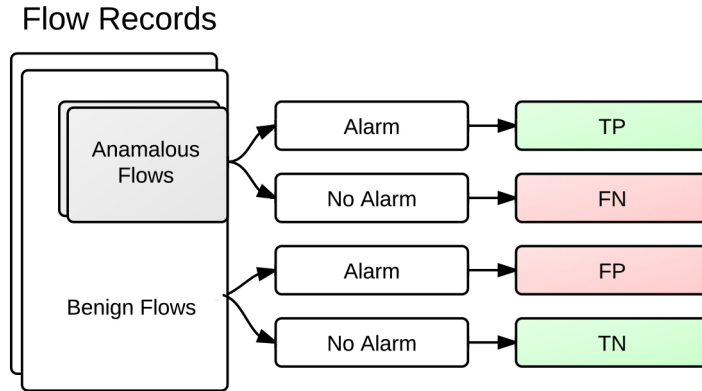 Flow Records
Anamalous
Flows
Alarm
TP
No Alarm
FN
Benign Flows
Alarm
FP
No Alarm
TN